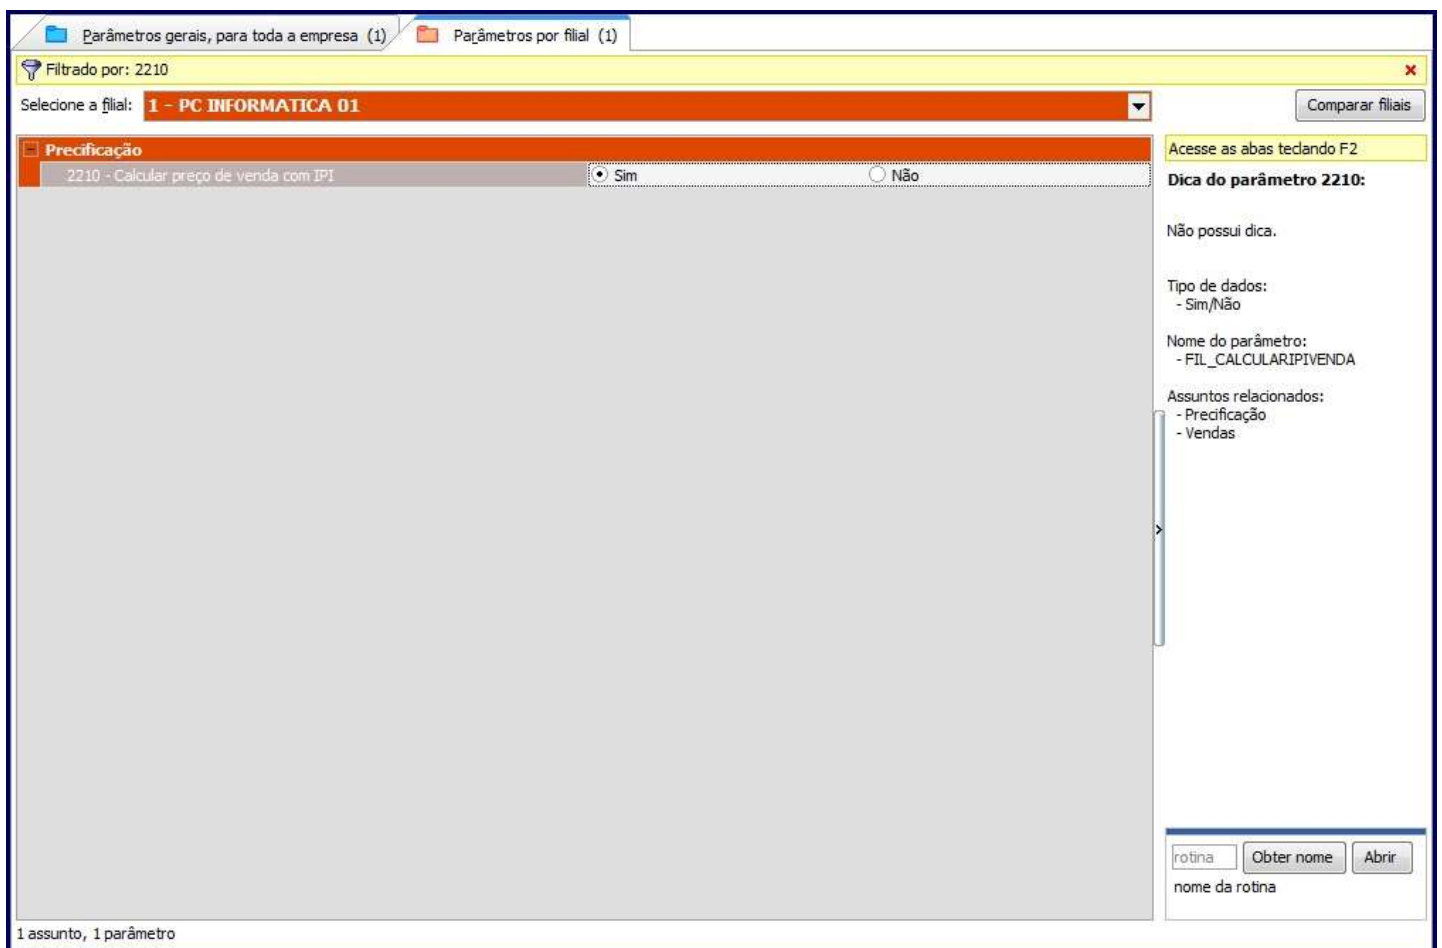 Parâmetros gerais, para toda a empresa (1)
Parâmetros por filial (1)
Filtrado por: 2210
Selecione a filial:
1 - PC INFORMATICA 01
Comparar filiais
Precificação
2210 - Calcular preço de venda com IPI
Sim
Não
Acesse as abas teclando F2
Dica do parâmetro 2210:
Não possui dica.
Tipo de dados:
- Sim/Não
Nome do parâmetro:
- FIL_CALCULARIPIVENDA
Assuntos relacionados:
- Precificação
- Vendas
rotina
Obter nome
Abrir
nome da rotina
1 assunto, 1 parâmetro